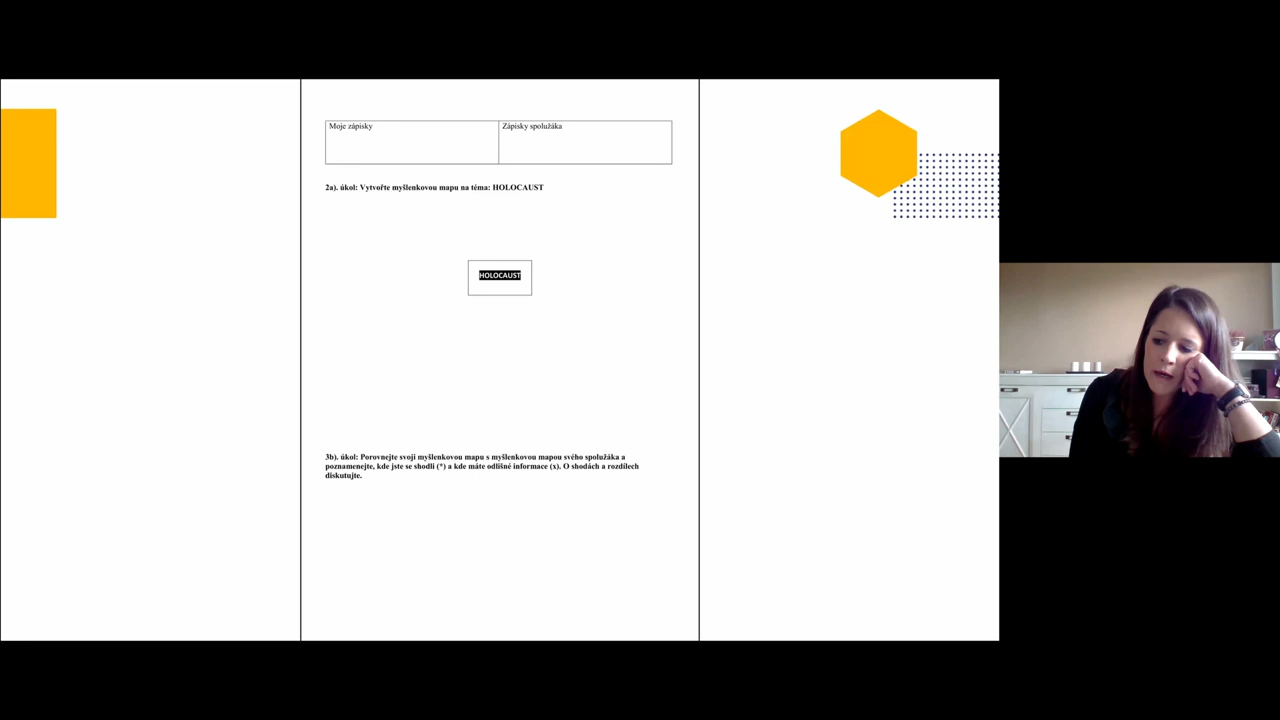 Moje zápisky
Zápisky spolužáka
2a). úkol: Vytvořte myšlenkovou mapu na téma: HOLOCAUST
HOLOCAUST
3b). úkol: Porovnejte svoji myšlenkovou mapu s myšlenkovou mapou svého spolužáka a
poznamenejte, kde jste se shodli (*) a kde máte odlišné informace (x). O shodách a rozdílech
diskutujte.